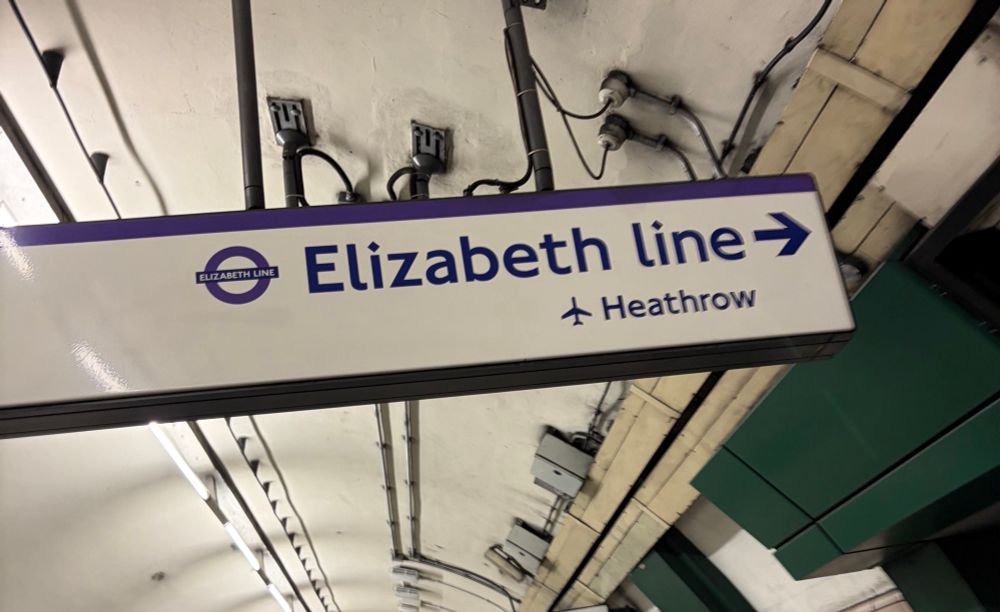 ELIZABETH LINE
Elizabeth line →
Heathrow